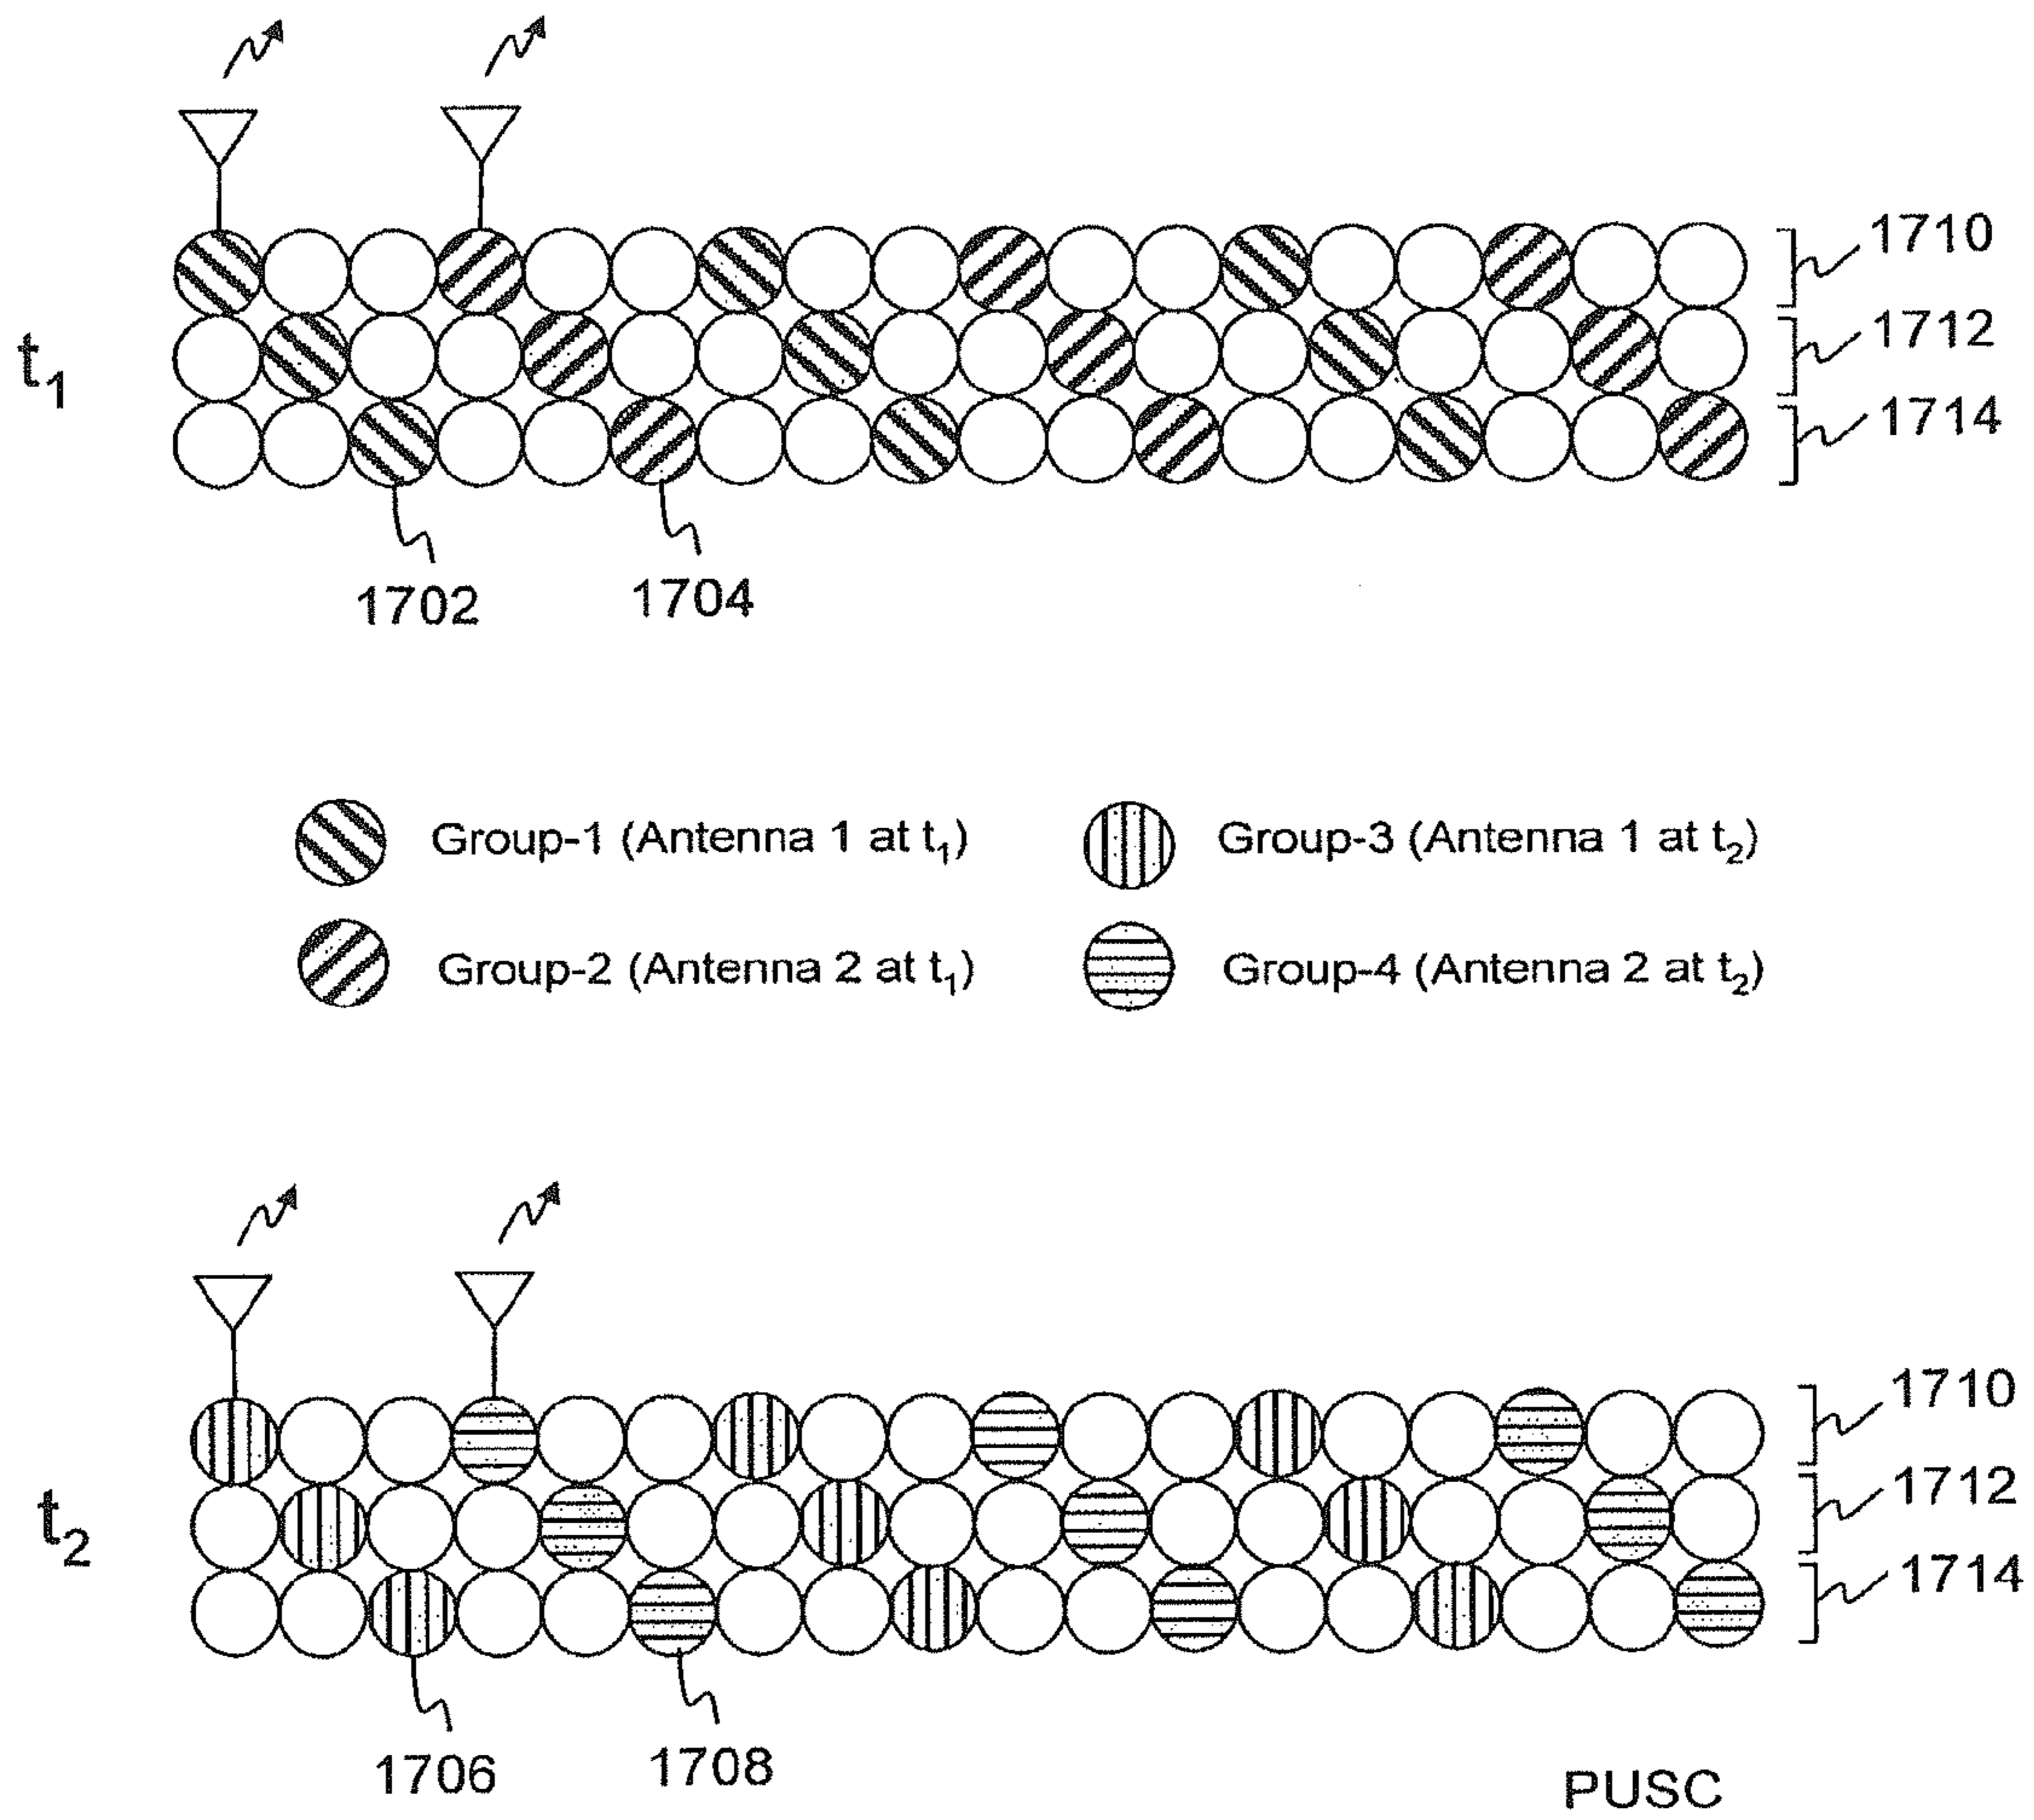 1710
1712
t₁
1714
1702
1704
Group-1 (Antenna 1 at t₁)
Group-3 (Antenna 1 at t₂)
Group-2 (Antenna 2 at t₁)
Group-4 (Antenna 2 at t₂)
1710
1712
t₂
1714
1706
1708
PUSC